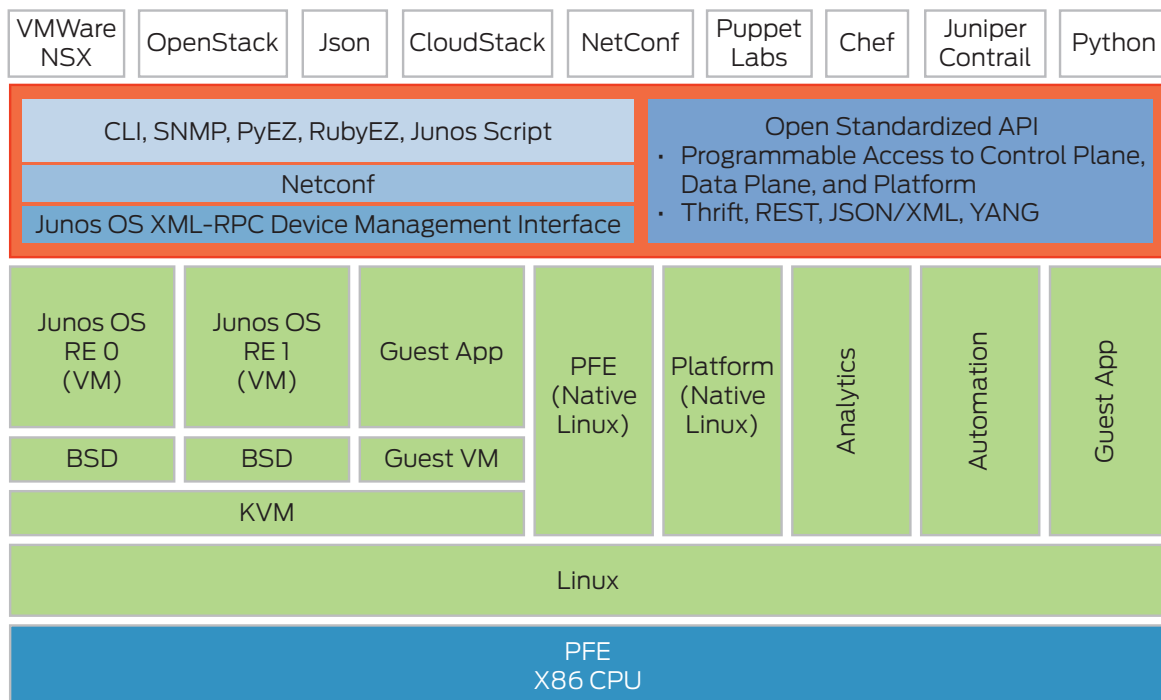 VMWare
NSX
OpenStack
Json
CloudStack
NetConf
Puppet
Labs
Chef
Juniper
Contrail
Python
CLI, SNMP, PyEZ, RubyEZ, Junos Script
Netconf
Junos OS XML-RPC Device Management Interface
Open Standardized API
· Programmable Access to Control Plane,
Data Plane, and Platform
· Thrift, REST, JSON/XML, YANG
Junos OS
RE 0
(VM)
Junos OS
RE 1
(VM)
Guest App
PFE
(Native
Linux)
Platform
(Native
Linux)
Analytics
Automation
Guest App
BSD
BSD
Guest VM
KVM
Linux
PFE
X86 CPU